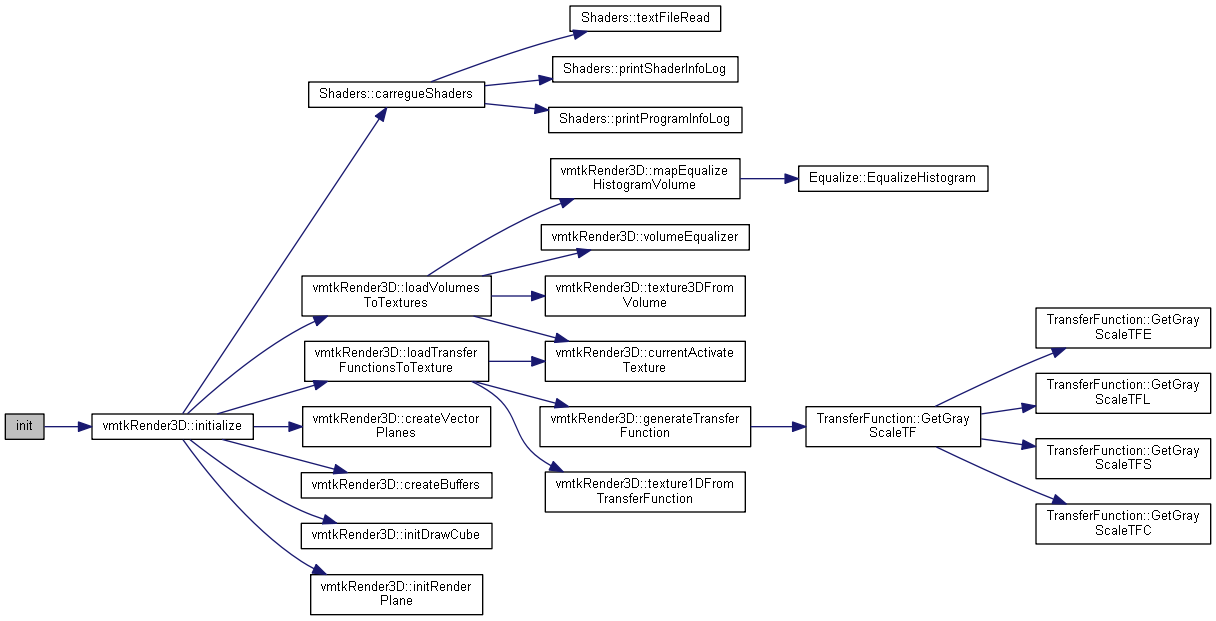 Shaders::textFileRead
Shaders::printShaderInfoLog
Shaders::carregueShaders
Shaders::printProgramInfoLog
vmtkRender3D::mapEqualize
HistogramVolume
Equalize::EqualizeHistogram
vmtkRender3D::volumeEqualizer
vmtkRender3D::loadVolumes
ToTextures
vmtkRender3D::texture3DFrom
Volume
TransferFunction::GetGray
ScaleTFE
vmtkRender3D::loadTransfer
FunctionsToTexture
vmtkRender3D::currentActivate
Texture
TransferFunction::GetGray
ScaleTFL
init
vmtkRender3D::initialize
vmtkRender3D::createVector
Planes
vmtkRender3D::generateTransfer
Function
TransferFunction::GetGray
ScaleTF
TransferFunction::GetGray
ScaleTFS
vmtkRender3D::createBuffers
vmtkRender3D::texture1DFrom
TransferFunction
TransferFunction::GetGray
ScaleTFC
vmtkRender3D::initDrawCube
vmtkRender3D::initRender
Plane